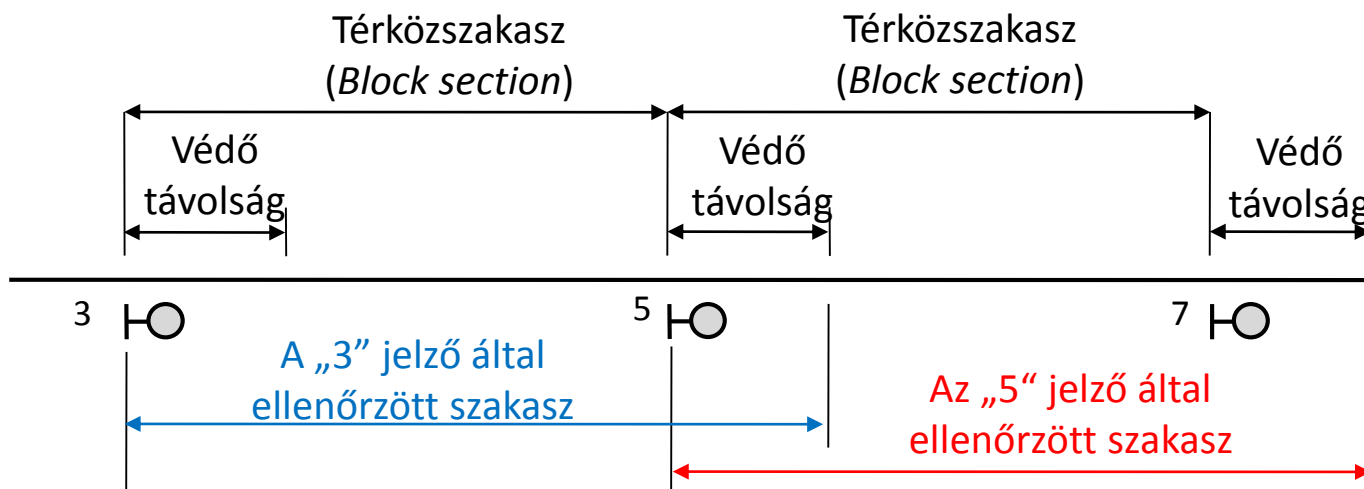 Térközszakasz
(Block section)
Térközszakasz
(Block section)
Védő
távolság
Védő
távolság
Védő
távolság
3
5
7
A „3” jelző által
ellenőrzött szakasz
Az „5“ jelző által
ellenőrzött szakasz